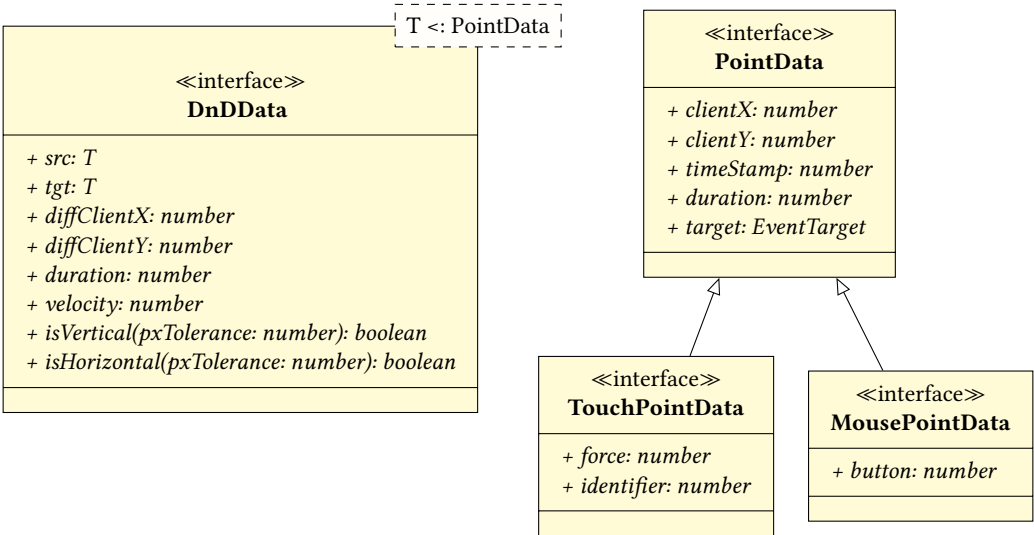 T <: PointData
≪interface≫
DnDData
+ src: T
+ tgt: T
+ diffClientX: number
+ diffClientY: number
+ duration: number
+ velocity: number
+ isVertical(pxTolerance: number): boolean
+ isHorizontal(pxTolerance: number): boolean
≪interface≫
PointData
+ clientX: number
+ clientY: number
+ timeStamp: number
+ duration: number
+ target: EventTarget
≪interface≫
TouchPointData
+ force: number
+ identifier: number
≪interface≫
MousePointData
+ button: number